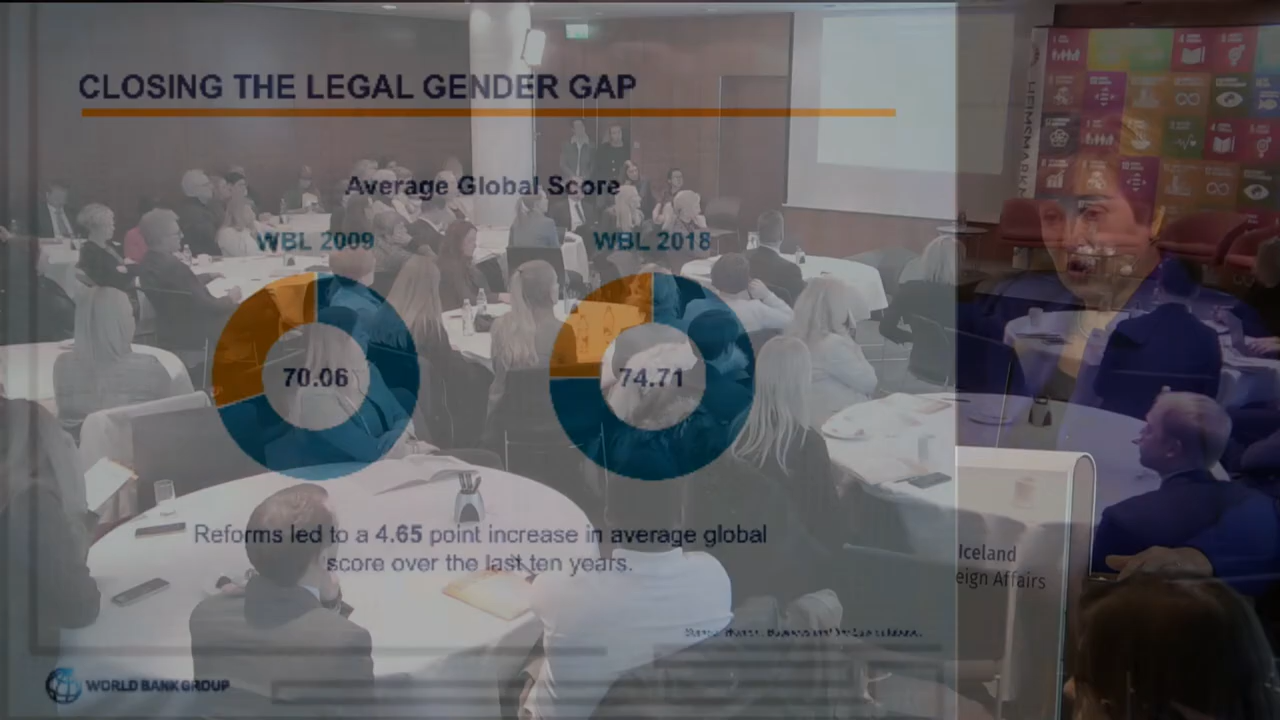 CLOSING THE LEGAL GENDER GAP
Average Global Score
WBL 2009
WBL 2018
70.06
74.71
Reforms led to a 4.65 point increase in average global
score over the last ten years.
Iceland
eign Affairs
WORLD BANK GROUP
HEIMSMARK